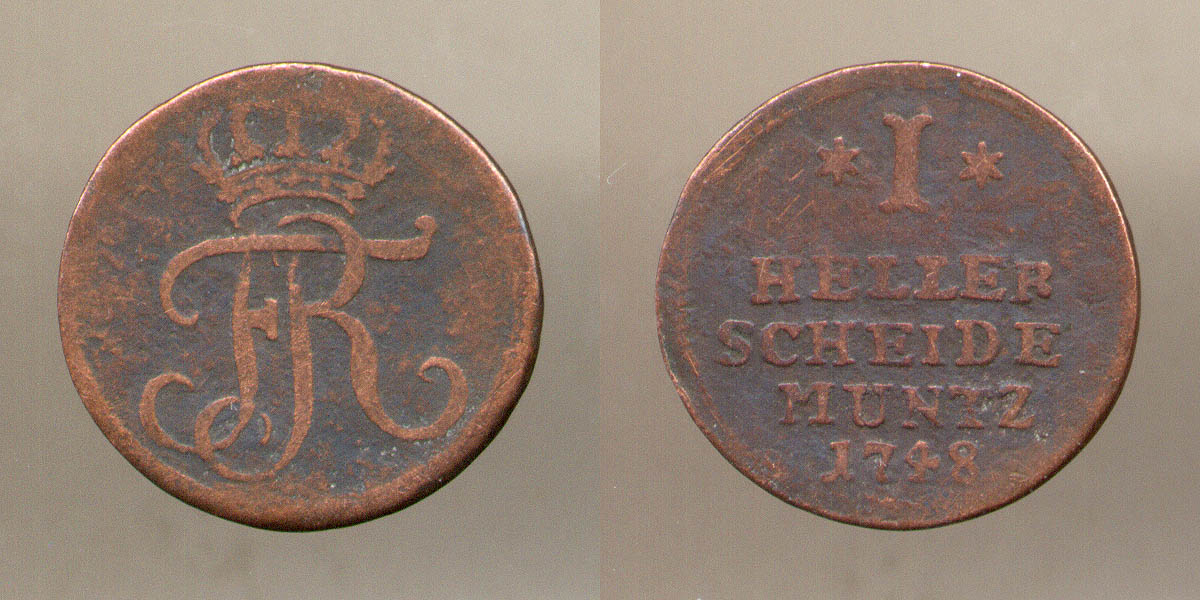 FR
* I *
HELLER
SCHEIDE
MUNTZ
1748